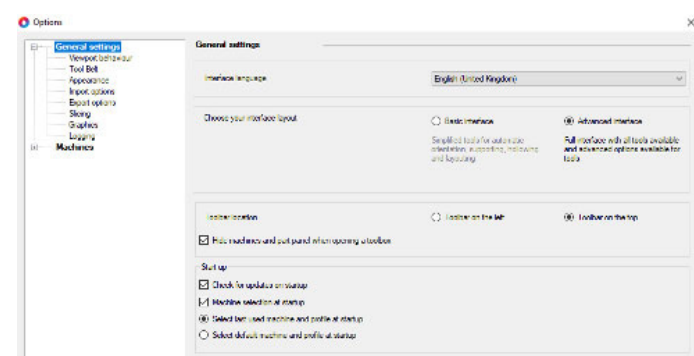 Options
General settings
Viewport behaviour
Tool Belt
Appearance
Import options
Export options
Slicing
Graphics
Logging
Machines
General settings
Interface language
English (United Kingdom)
Choose your interface layout
Basic interface
Advanced interface
Simplified tools for automatic
orientation, supporting, hollowing
and layouting
Full interface with all tools available
and advanced options available for
tools
Toolbar location
Toolbar on the left
Toolbar on the top
Hide machines and part panel when opening a toolbox
Start up
Check for updates on startup
Machine selection at startup
Select last used machine and profile at startup
Select default machine and profile at startup